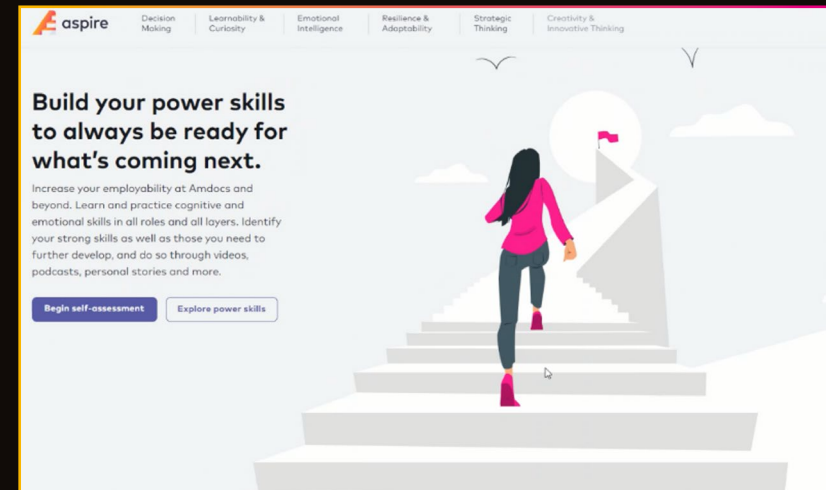 aspire
Decision
Making
Learnability &
Curiosity
Emotional
Intelligence
Resilience &
Adaptability
Strategic
Thinking
Creativity &
Innovative Thinking
Build your power skills
to always be ready for
what's coming next.
Increase your employability at Amdocs and
beyond. Learn and practice cognitive and
emotional skills in all roles and all layers. Identify
your strong skills as well as those you need to
further develop, and do so through videos,
podcasts, personal stories and more.
Begin self-assessment
Explore power skills